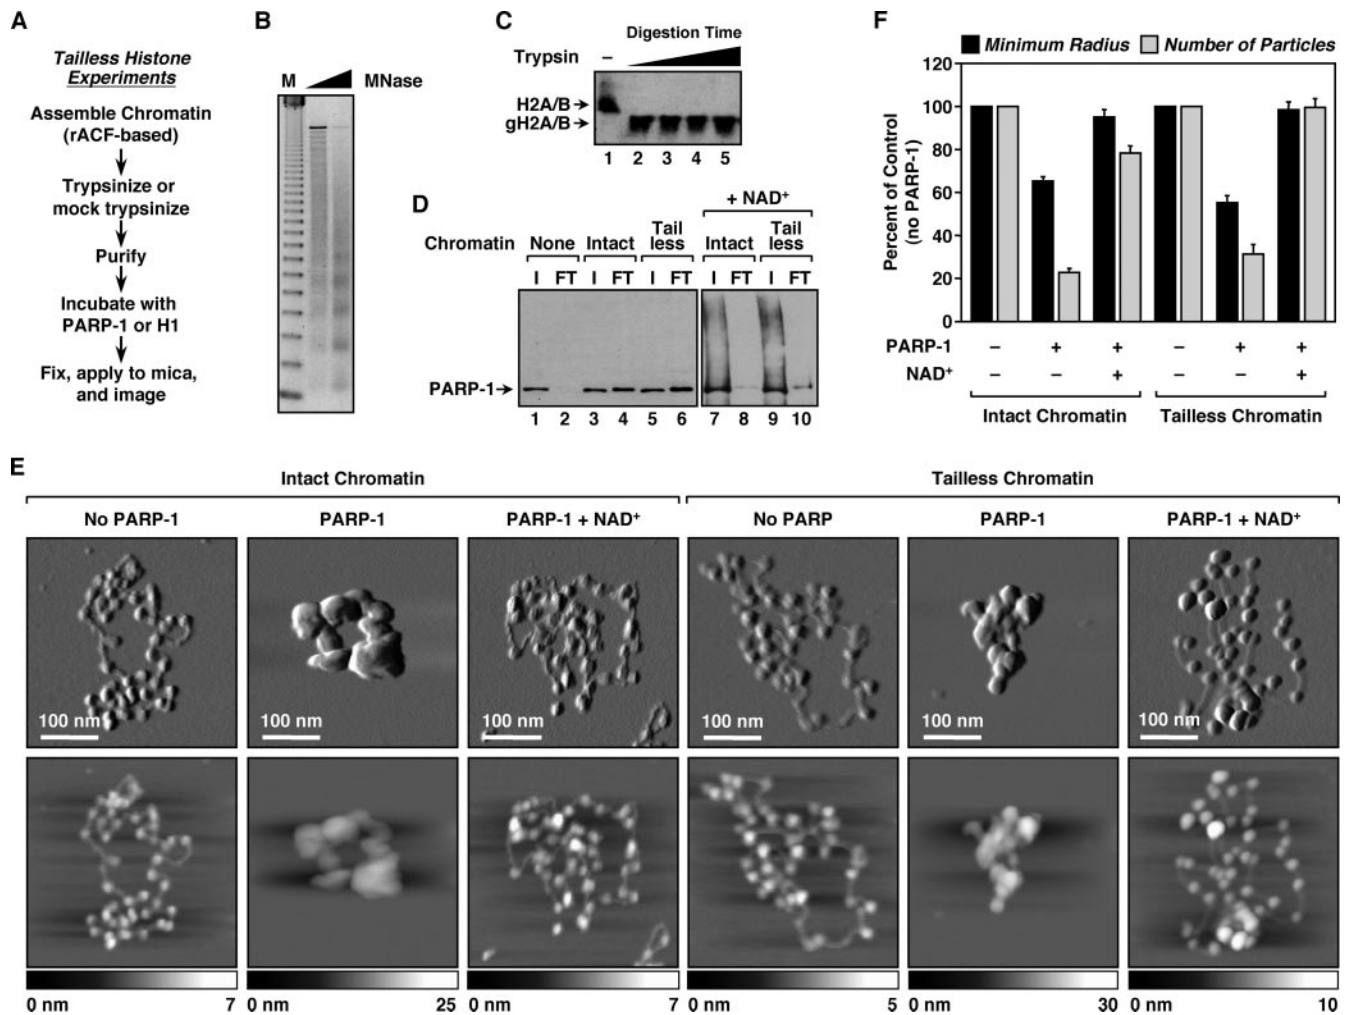 A
Tailless Histone
Experiments
Assemble Chromatin
(rACF-based)
Trypsinize or
mock trypsinize
Purify
Incubate with
PARP-1 or H1
Fix, apply to mica,
and image
B
M MNase
C
Digestion Time
Trypsin –
H2A/B
gH2A/B
1 2 3 4 5
D
+ NAD+
Chromatin None Intact Tail less Intact Tail less
I FT I FT I FT I FT I FT
PARP-1
1 2 3 4 5 6 7 8 9 10
F
Minimum Radius Number of Particles
Percent of Control
(no PARP-1)
120
100
80
60
40
20
0
PARP-1 – + + – + +
NAD+ – – + – – +
Intact Chromatin Tailless Chromatin
E
Intact Chromatin Tailless Chromatin
No PARP-1 PARP-1 PARP-1 + NAD+ No PARP PARP-1 PARP-1 + NAD+
100 nm 100 nm 100 nm 100 nm 100 nm 100 nm
0 nm 7 0 nm 25 0 nm 7 0 nm 5 0 nm 30 0 nm 10